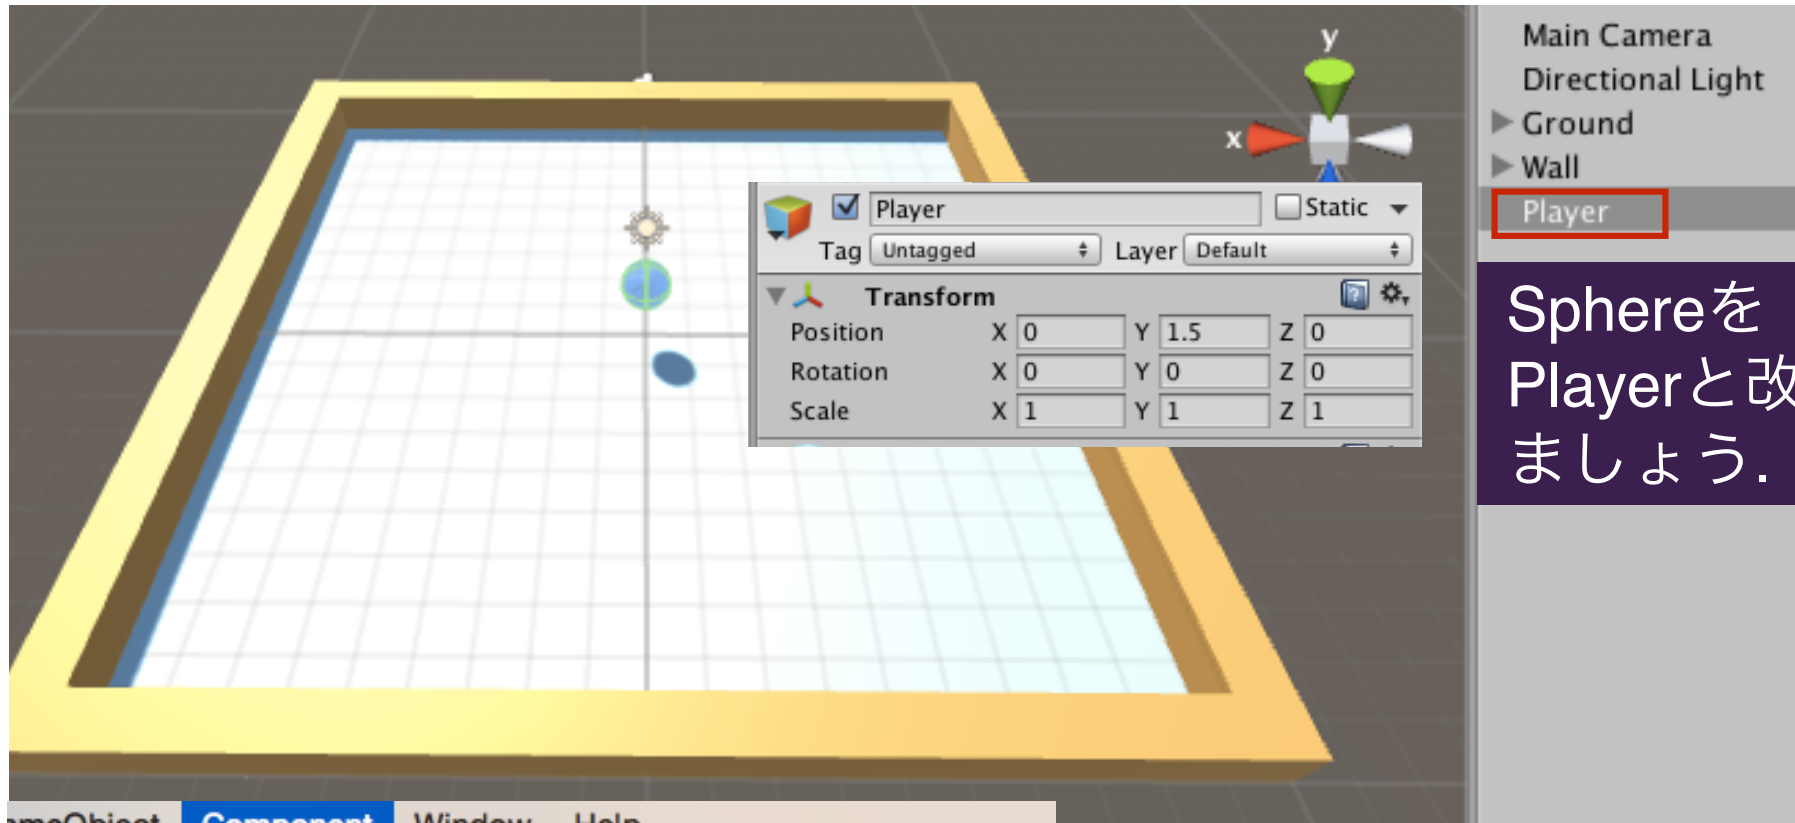 y
x
Main Camera
Directional Light
Ground
Wall
Player
Player
Static
Tag Untagged Layer Default
Transform
Position X 0 Y 1.5 Z 0
Rotation X 0 Y 0 Z 0
Scale X 1 Y 1 Z 1
Sphereを
Playerと改
ましょう.
Component Window Help